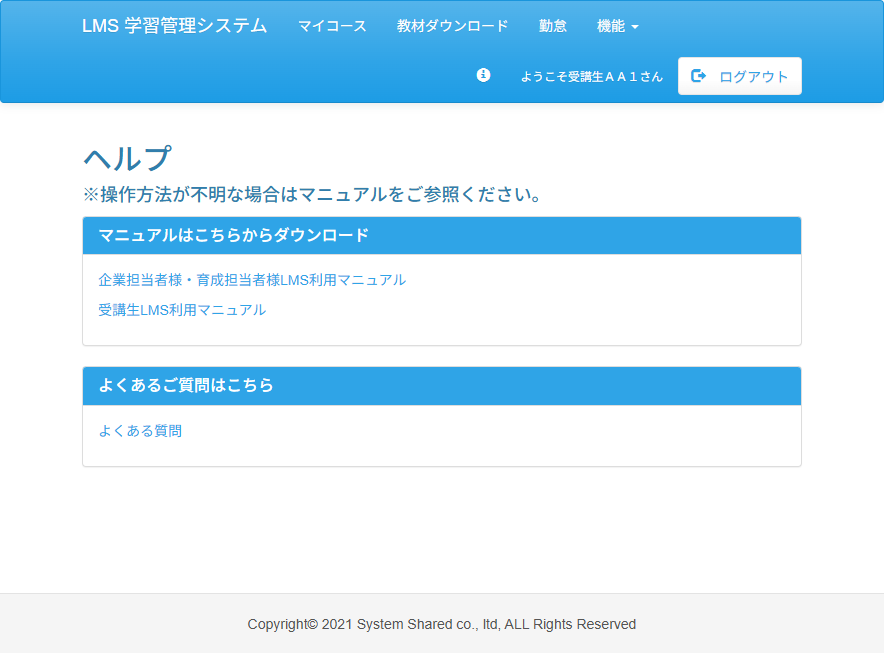 LMS 学習管理システム マイコース 教材ダウンロード 勤怠 機能
ようこそ受講生ＡＡ１さん ログアウト
ヘルプ
※操作方法が不明な場合はマニュアルをご参照ください。
マニュアルはこちらからダウンロード
企業担当者様・育成担当者様LMS利用マニュアル
受講生LMS利用マニュアル
よくあるご質問はこちら
よくある質問
Copyright© 2021 System Shared co., ltd, ALL Rights Reserved